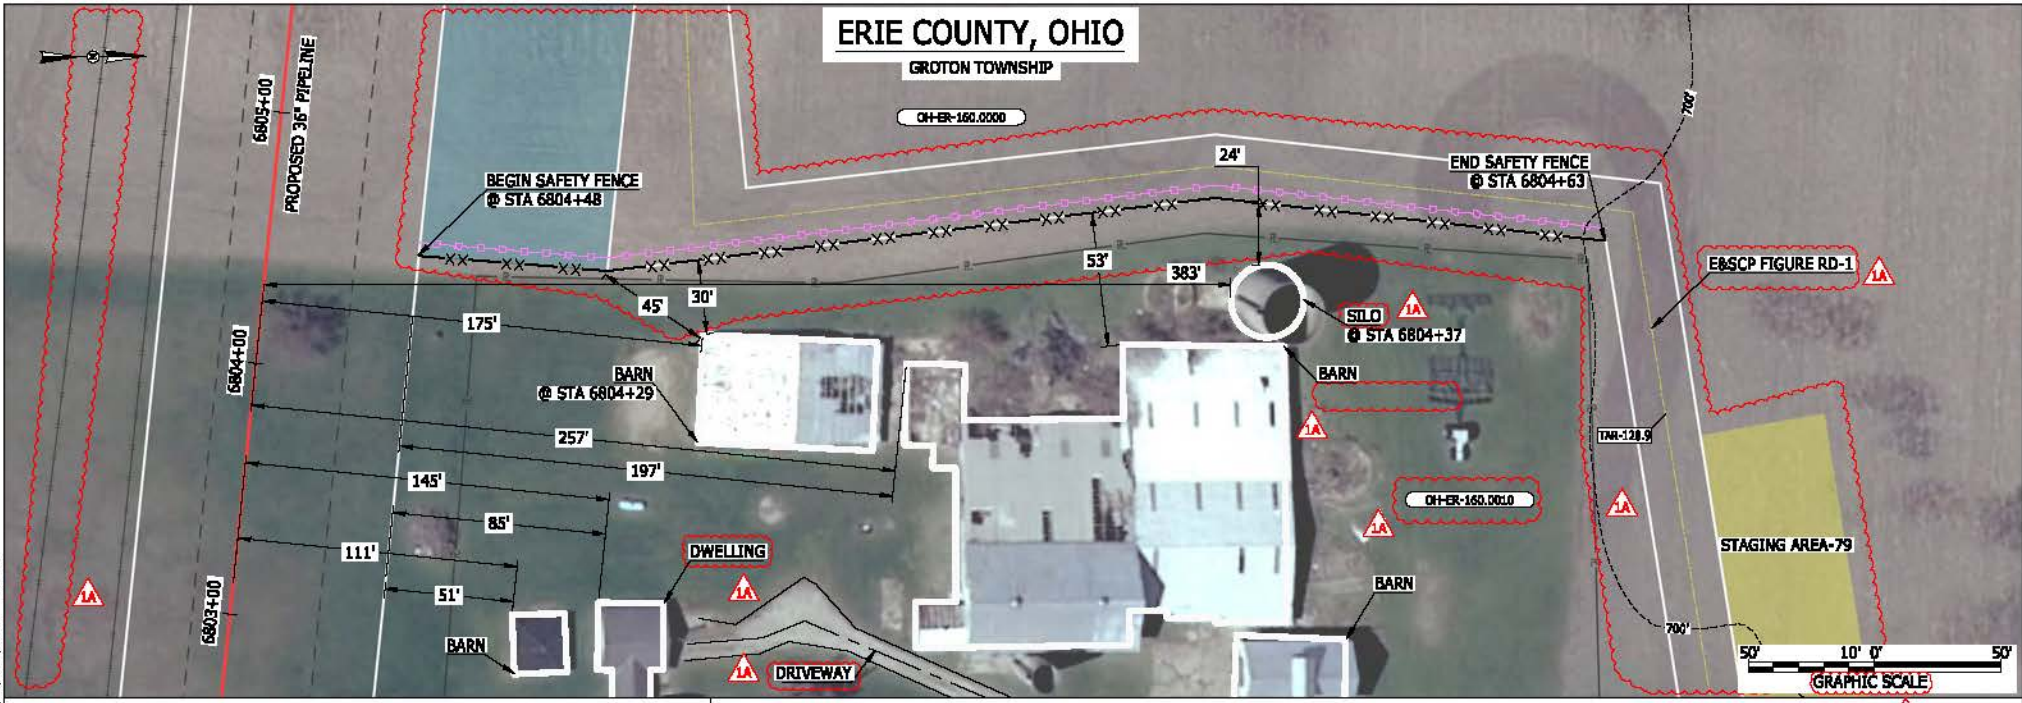 ERIE COUNTY, OHIO
GROTON TOWNSHIP
OH-ER-160.0000
6805+00
PROPOSED 36" PIPELINE
BEGIN SAFETY FENCE
@ STA 6804+48
24'
END SAFETY FENCE
@ STA 6804+63
700'
E&SCP FIGURE RD-1
1A
53'
383'
45'
30'
175'
SILO
1A
@ STA 6804+37
6804+00
BARN
@ STA 6804+29
BARN
1A
257'
197'
TAR-128.9
145'
85'
OH-ER-160.0010
1A
1A
111'
DWELLING
STAGING AREA-79
51'
1A
1A
BARN
6803+00
BARN
700'
1A
DRIVEWAY
50' 10' 0' 50'
GRAPHIC SCALE